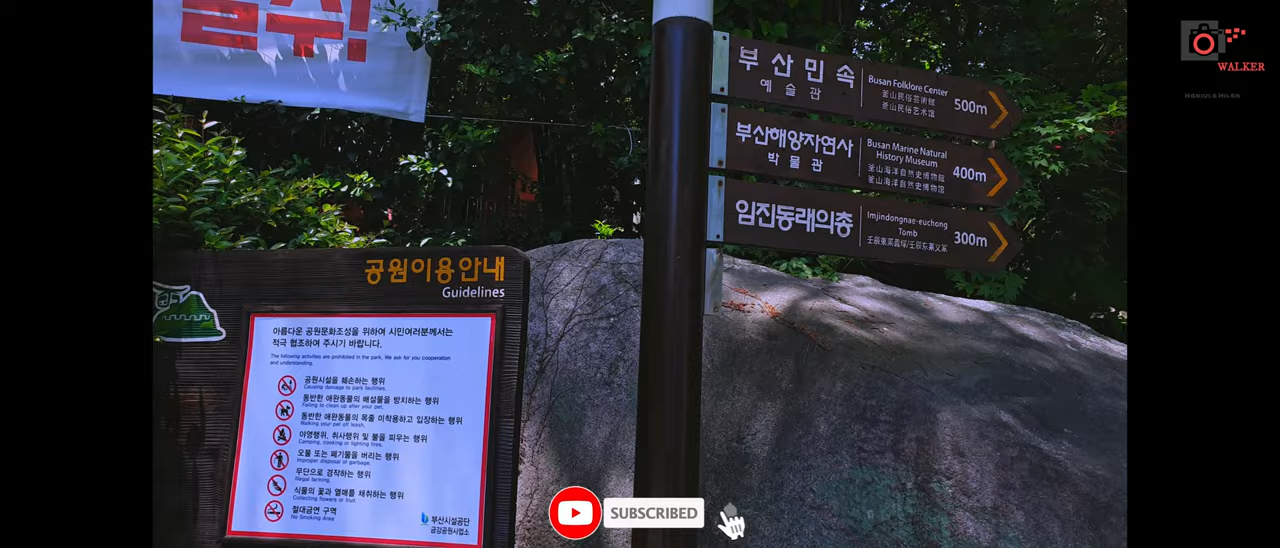 수!
부산민속
예술관
Busan Folklore Center
釜山民俗芸術館
釜山民俗艺术馆
500m
부산해양자연사
박물관
Busan Marine Natural
History Museum
釜山海洋自然史博物館
釜山海洋自然史博物馆
400m
임진동래의총
Imjindongnae-euchong
Tomb
300m
공원이용안내
Guidelines
아름다운 공원문화조성을 위하여 시민여러분께서는
적극 협조하여 주시기 바랍니다.
The following activities are prohibited in the park. We ask for you cooperation
and understanding.
공원시설을 훼손하는 행위
Causing damage to park facilities.
동반한 애완동물의 배설물을 방치하는 행위
Failing to clean up after your pet.
동반한 애완동물의 목줄 미착용하고 입장하는 행위
Walking your pet off leash.
야영행위, 취사행위 및 불을 피우는 행위
Camping, cooking or lighting fires.
오물 또는 폐기물을 버리는 행위
Improper disposal of garbage.
무단으로 경작하는 행위
Illegal farming.
식물의 꽃과 열매를 채취하는 행위
Collecting flowers or fruit.
절대금연 구역
No Smoking Area
부산시설공단
금강공원사업소
SUBSCRIBED
WALKER